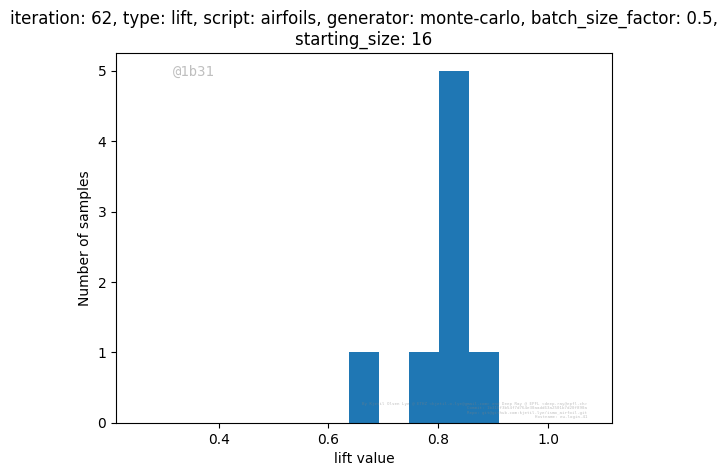 iteration: 62, type: lift, script: airfoils, generator: monte-carlo, batch_size_factor: 0.5,
starting_size: 16
@1b31
5
4
3
2
1
0
Number of samples
0.4 0.6 0.8 1.0
lift value